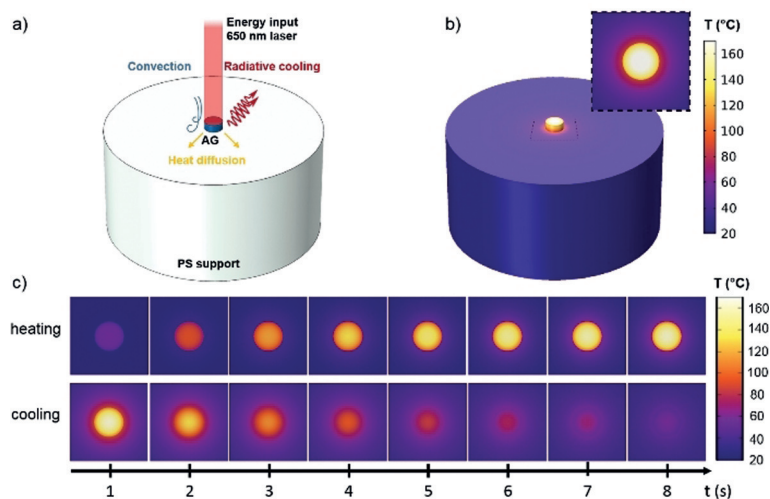 a)
Energy input
650 nm laser
Convection
Radiative cooling
AG
Heat diffusion
PS support
b)
T (°C)
160
140
120
100
80
60
40
20
c)
T (°C)
heating
160
140
120
100
cooling
80
60
40
20
1 2 3 4 5 6 7 8 t (s)